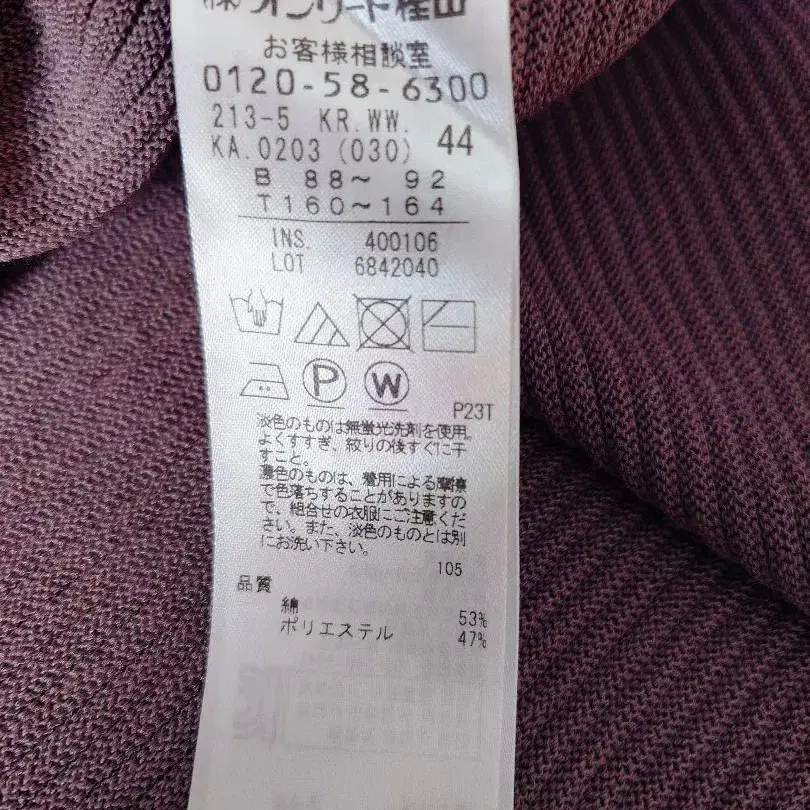 ㈱オンワード樫山
お客様相談室
0120-58-6300
213-5 KR.WW.
KA.0203 (030) 44
B 88～ 92
T160～164
INS. 400106
LOT 6842040
P W
P23T
淡色のものは無蛍光洗剤を使用。
よくすすぎ、絞りの後すぐに干
すこと。
濃色のものは、着用による摩擦
で色落ちすることがありますの
で、組合せの衣服にご注意くだ
さい。また、淡色のものとは別
にお洗い下さい。
105
品質
綿 53%
ポリエステル 47%